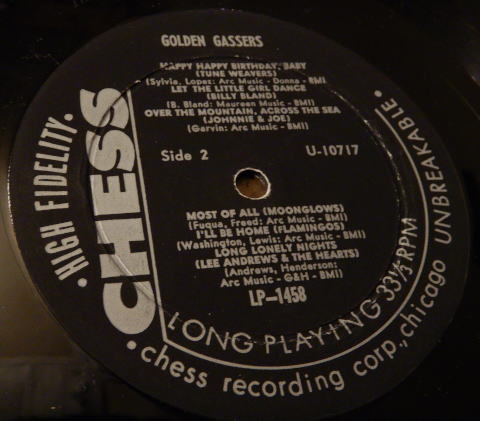 GOLDEN GASSERS
HAPPY HAPPY BIRTHDAY, BABY
(TUNE WEAVERS)
(Sylvia, Lopez: Arc Music - Donna - BMI
LET THE LITTLE GIRL DANCE
(BILLY BLAND)
(B. Bland: Maureen Music - BMI)
OVER THE MOUNTAIN, ACROSS THE SEA
(JOHNNIE & JOE)
(Garvin: Arc Music - BMI)
Side 2
U-10717
MOST OF ALL (MOONGLOWS)
(Fuqua, Freed: Arc Music - BMI)
I'LL BE HOME (FLAMINGOS)
(Washington, Lewis: Arc Music - BMI)
LONG LONELY NIGHTS
(LEE ANDREWS & THE HEARTS)
(Andrews, Henderson:
Arc Music - G&H - BMI)
LP-1458
CHESS
• HIGH FIDELITY •
LONG PLAYING 33⅓ RPM
• chess recording corp., chicago UNBREAKABLE •